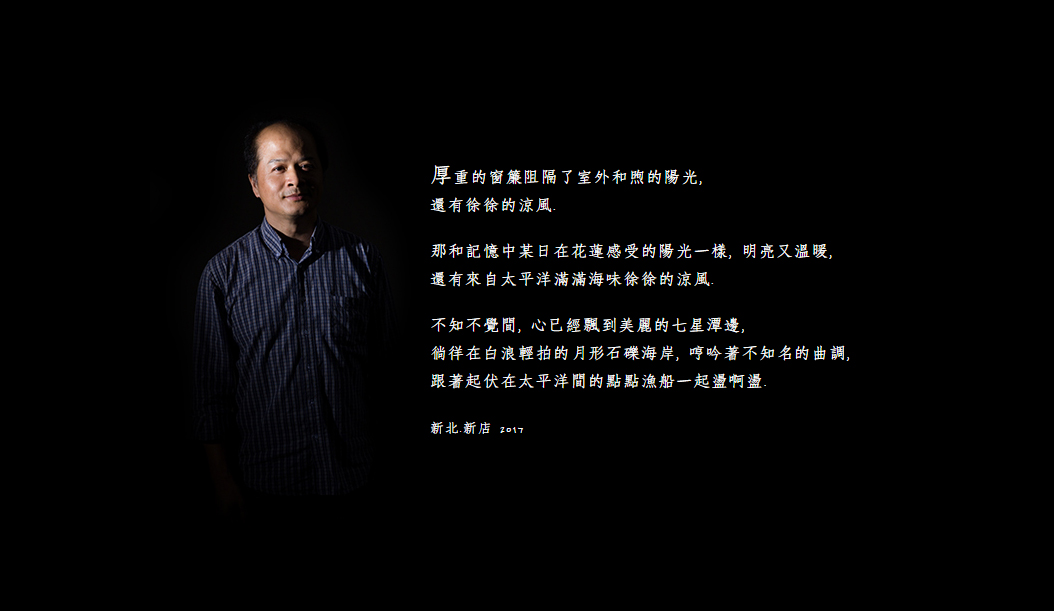 厚重的窗簾阻隔了室外和煦的陽光,
還有徐徐的涼風.
那和記憶中某日在花蓮感受的陽光一樣, 明亮又溫暖,
還有來自太平洋滿滿海味徐徐的涼風.
不知不覺間, 心已經飄到美麗的七星潭邊,
徜徉在白浪輕拍的月形石礫海岸, 哼吟著不知名的曲調,
跟著起伏在太平洋間的點點漁船一起盪啊盪.
新北.新店 2017